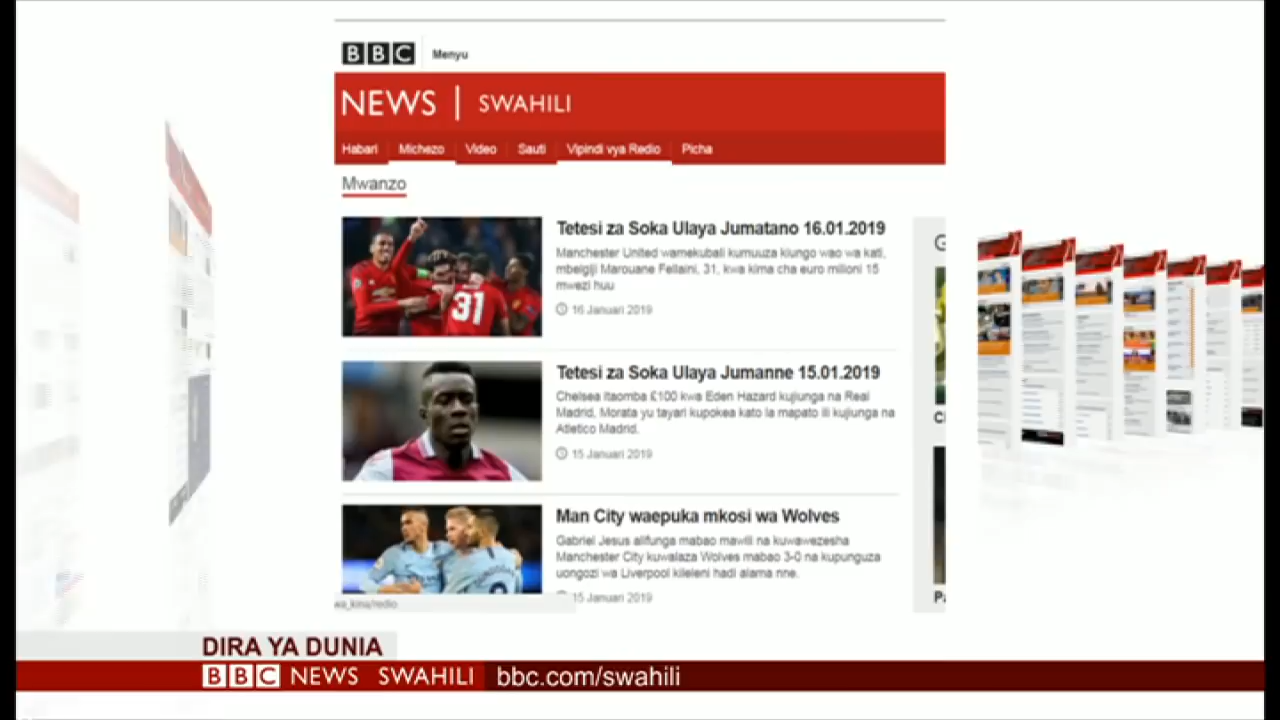 BBC Menyu
NEWS | SWAHILI
Habari Michezo Video Sauti Vipindi vya Redio Picha
Mwanzo
Tetesi za Soka Ulaya Jumatano 16.01.2019
Manchester United wamekubali kumuuza kiungo wao wa kati,
mbelgiji Marouane Fellaini, 31, kwa kima cha euro milioni 15
mwezi huu
16 Januari 2019
31
Tetesi za Soka Ulaya Jumanne 15.01.2019
Chelsea itaomba £100 kwa Eden Hazard kujiunga na Real
Madrid, Morata yu tayari kupokea kato la mapato ili kujiunga na
Atletico Madrid.
15 Januari 2019
Man City waepuka mkosi wa Wolves
Gabriel Jesus alifunga mabao mawili na kuwawezesha
Manchester City kuwalaza Wolves mabao 3-0 na kupunguza
uongozi wa Liverpool kileleni hadi alama nne.
15 Januari 2019
DIRA YA DUNIA
BBC NEWS SWAHILI bbc.com/swahili